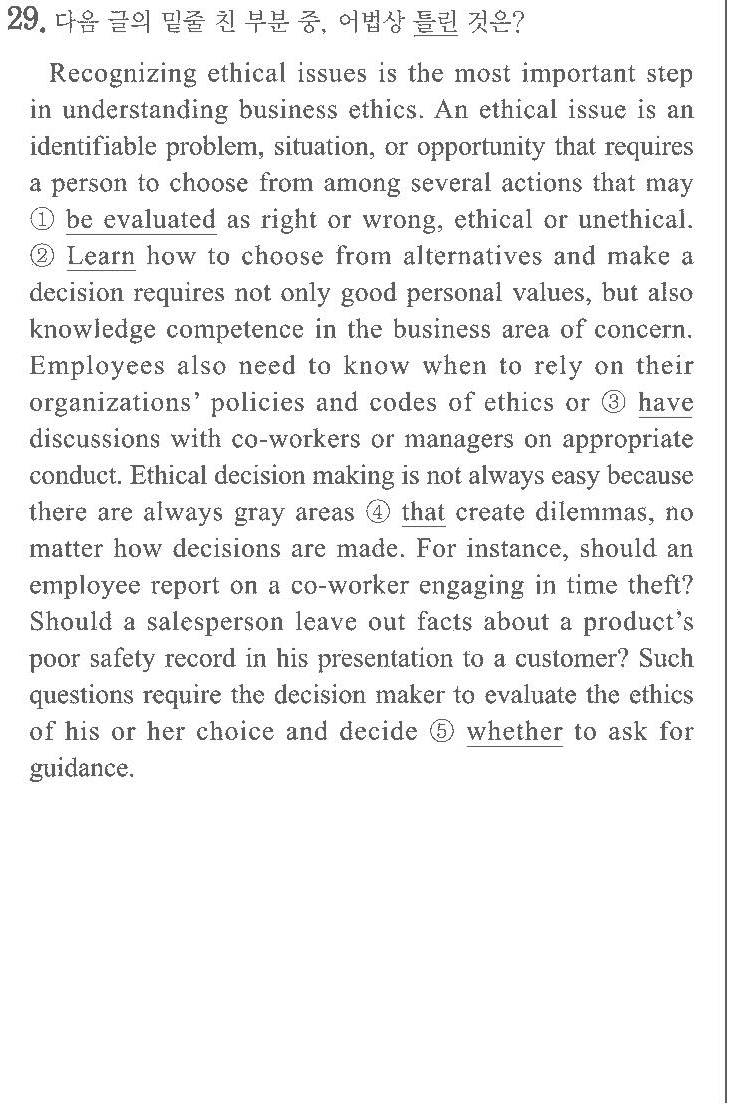 29. 다음 글의 밑줄 친 부분 중, 어법상 틀린 것은?
Recognizing ethical issues is the most important step
in understanding business ethics. An ethical issue is an
identifiable problem, situation, or opportunity that requires
a person to choose from among several actions that may
① be evaluated as right or wrong, ethical or unethical.
② Learn how to choose from alternatives and make a
decision requires not only good personal values, but also
knowledge competence in the business area of concern.
Employees also need to know when to rely on their
organizations’ policies and codes of ethics or ③ have
discussions with co-workers or managers on appropriate
conduct. Ethical decision making is not always easy because
there are always gray areas ④ that create dilemmas, no
matter how decisions are made. For instance, should an
employee report on a co-worker engaging in time theft?
Should a salesperson leave out facts about a product’s
poor safety record in his presentation to a customer? Such
questions require the decision maker to evaluate the ethics
of his or her choice and decide ⑤ whether to ask for
guidance.